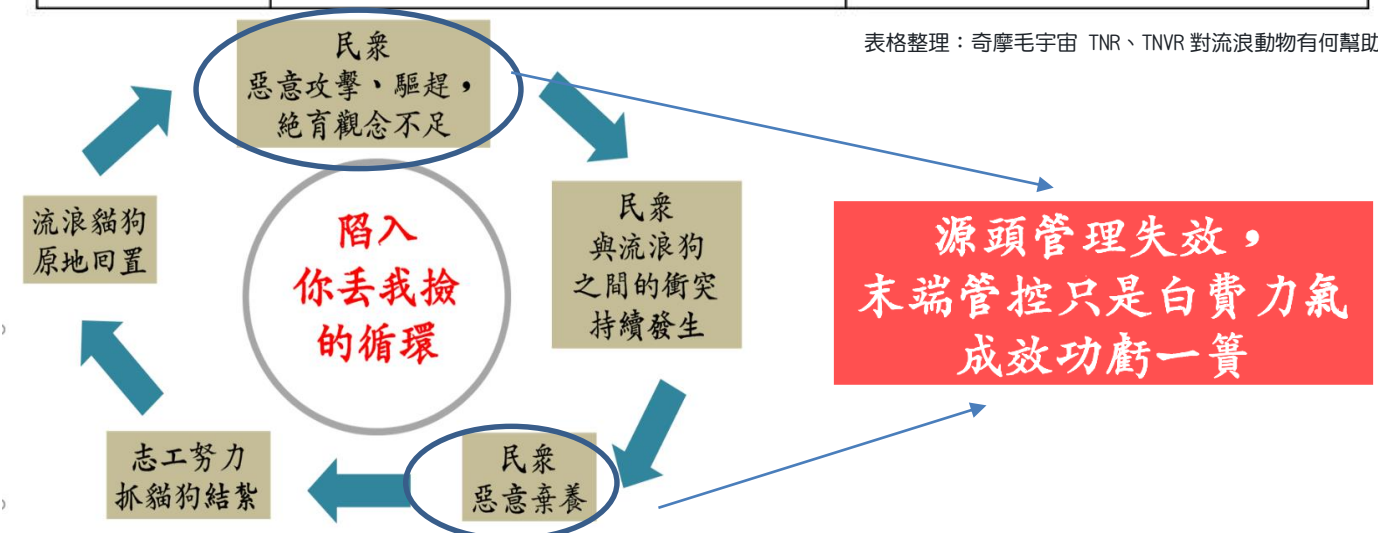 表格整理：奇摩毛宇宙 TNR、TNVR 對流浪動物有何幫助
民眾
惡意攻擊、驅趕，
絕育觀念不足
民眾
與流浪狗
之間的衝突
持續發生
民眾
惡意棄養
志工努力
抓貓狗結紮
流浪貓狗
原地回置
陷入
你丟我撿
的循環
源頭管理失效，
末端管控只是白費力氣
成效功虧一簣